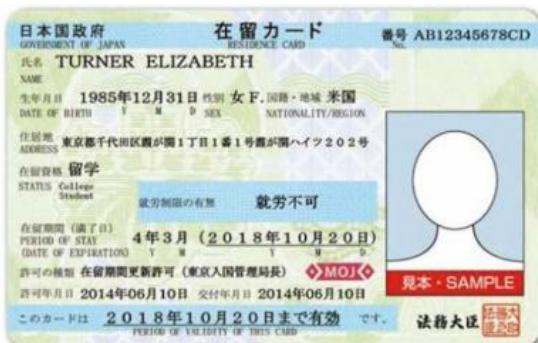 日本国政府 在留カード 番号 AB12345678CD
GOVERNMENT OF JAPAN RESIDENCE CARD No.
氏名 TURNER ELIZABETH
NAME
生年月日 1985年12月31日 性別 女 F. 国籍・地域 米国
DATE OF BIRTH Y M D SEX NATIONALITY/REGION
住居地 東京都千代田区霞が関1丁目1番1号霞が関ハイツ202号
ADDRESS
在留資格 留学
STATUS College
Student
就労制限の有無 就労不可
在留期間(満了日) 4年3月(2018年10月20日)
PERIOD OF STAY
(DATE OF EXPIRATION) Y M Y M D
許可の種類 在留期間更新許可(東京入国管理局長) MOJ
見本・SAMPLE
許可年月日 2014年06月10日 交付年月日 2014年06月10日
このカードは 2018年10月20日まで有効 です。
PERIOD OF VALIDITY OF THIS CARD
法務大臣